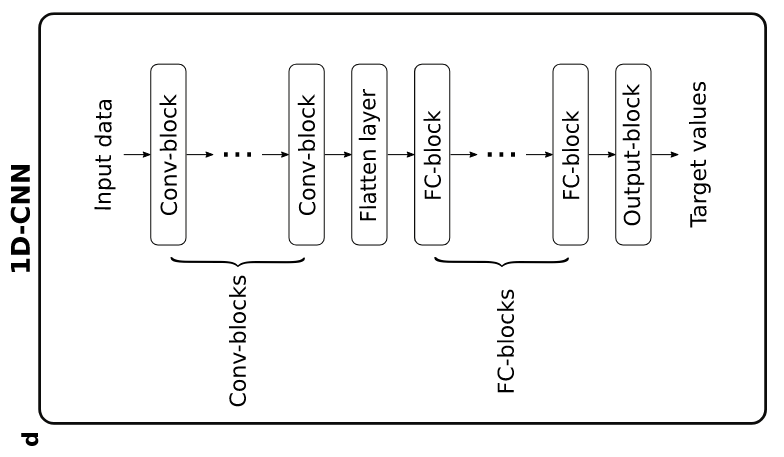 d
1D-CNN
Input data
Conv-block
...
Conv-block
Conv-blocks
Flatten layer
FC-block
...
FC-block
FC-blocks
Output-block
Target values